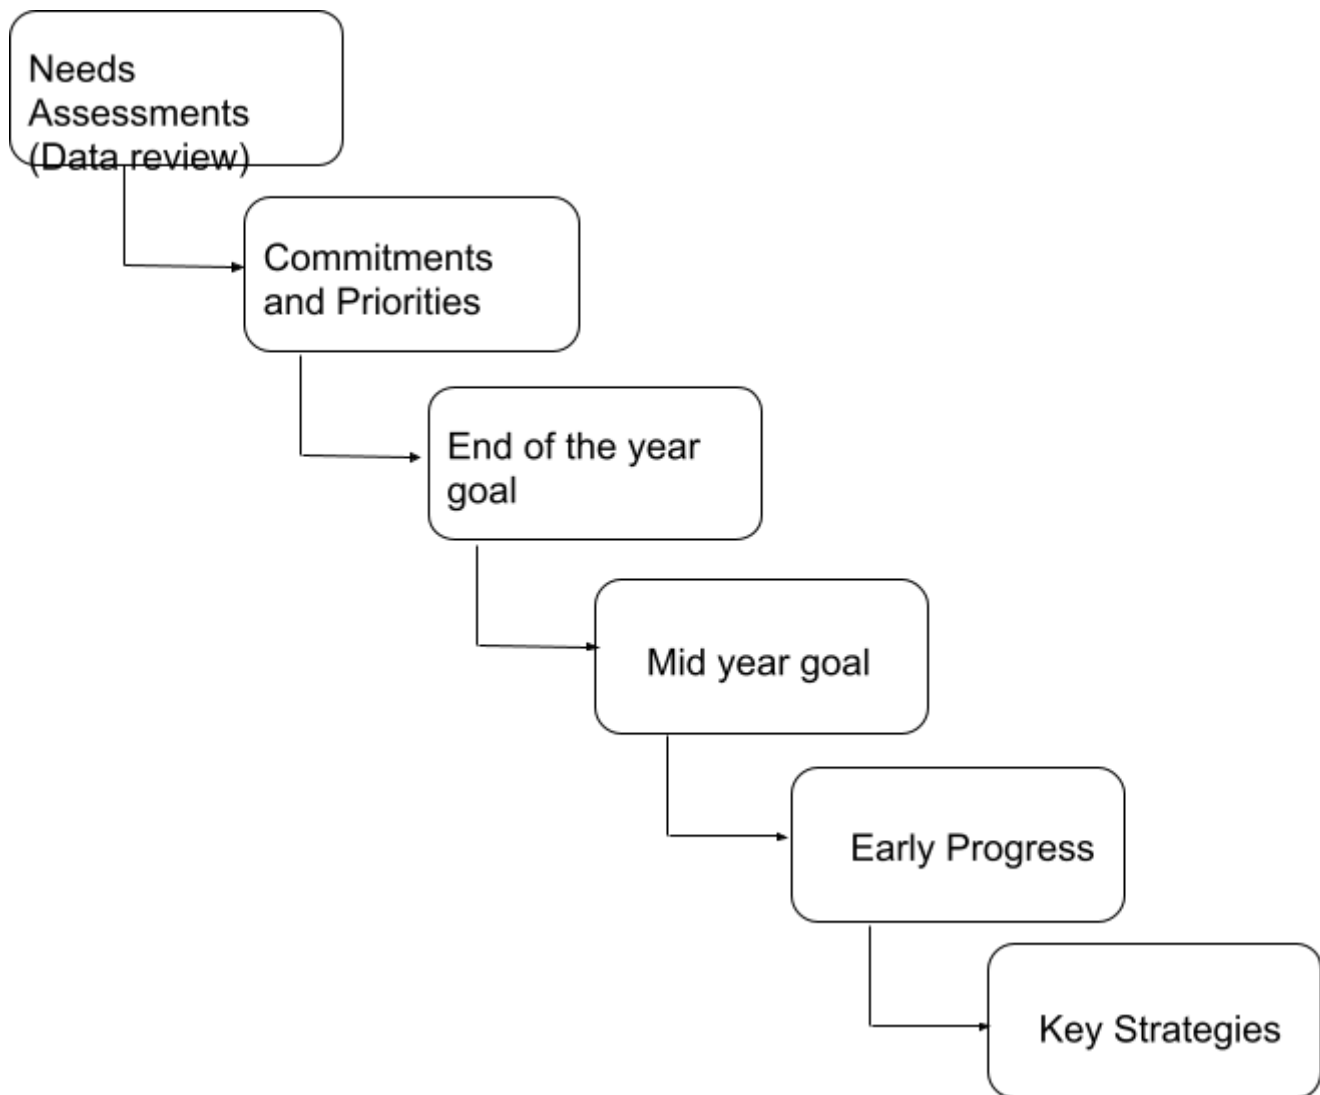 Needs
Assessments
(Data review)
Commitments
and Priorities
End of the year
goal
Mid year goal
Early Progress
Key Strategies